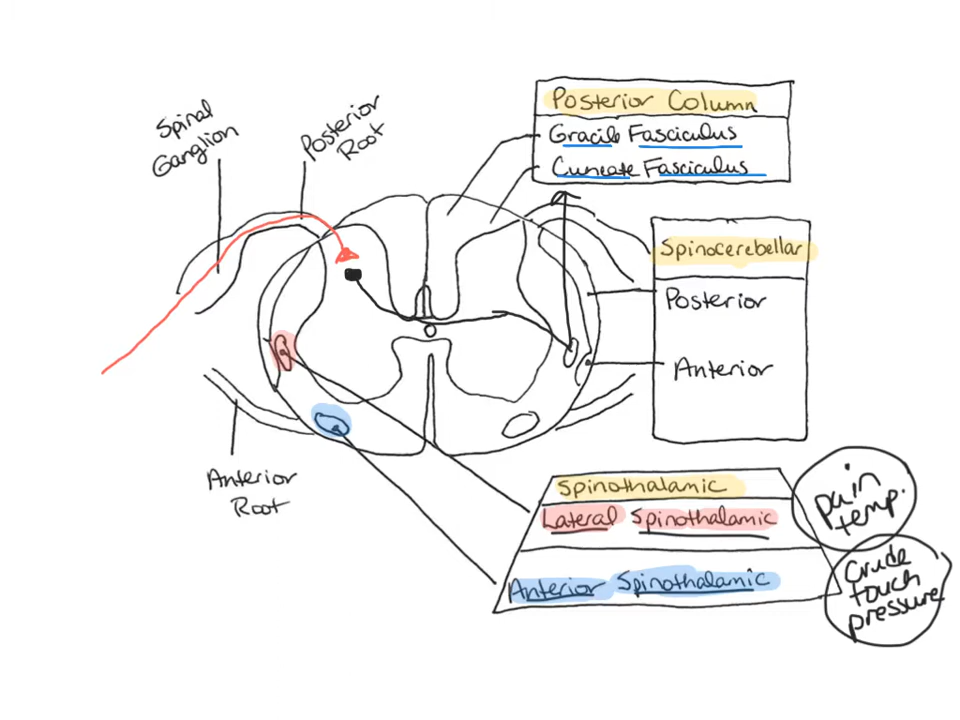 Spinal
Ganglion
Posterior
Root
Posterior Column
Gracile Fasciculus
Cuneate Fasciculus
Spinocerebellar
Posterior
Anterior
Anterior
Root
Spinothalamic
Lateral Spinothalamic
Anterior Spinothalamic
pain
temp.
Crude
touch
pressure